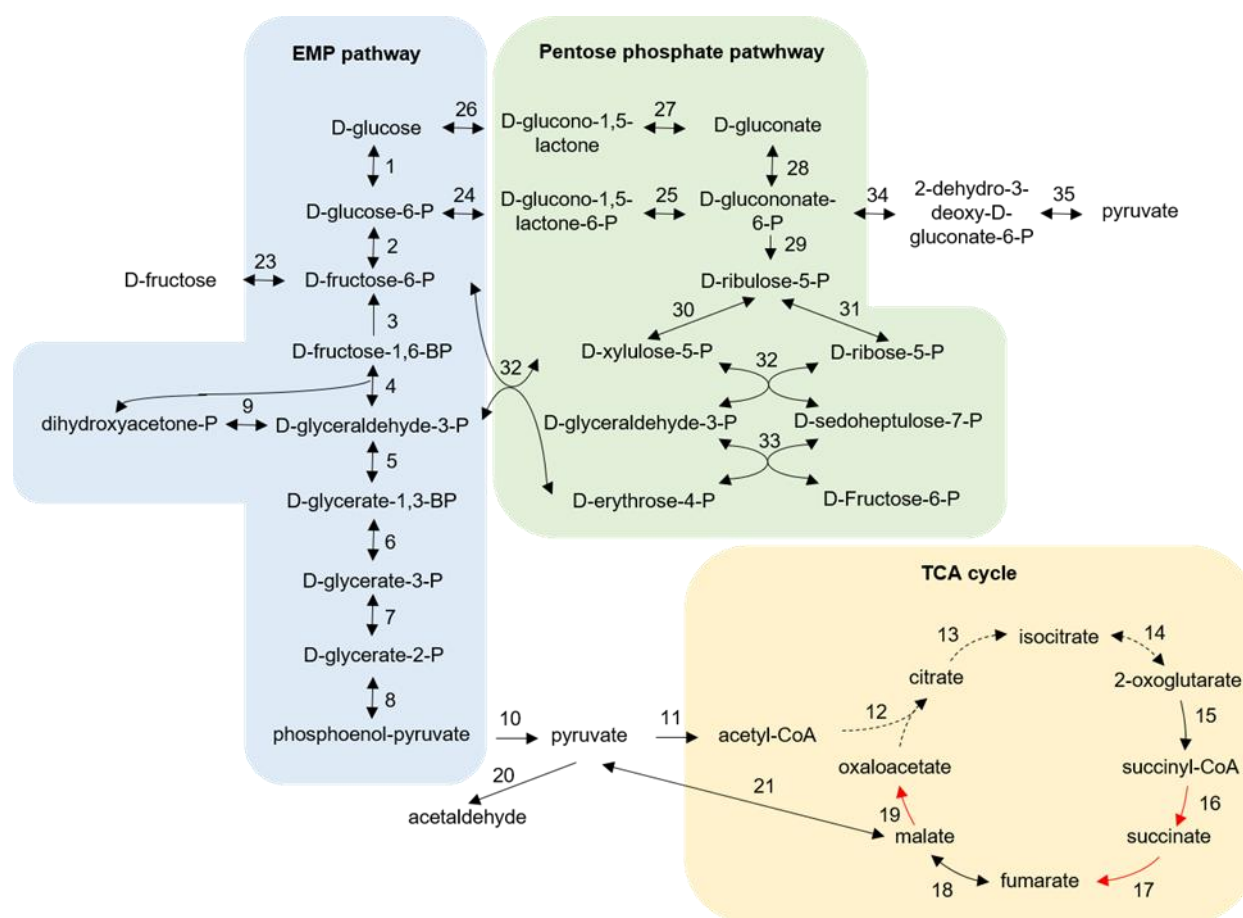 EMP pathway
Pentose phosphate patwhway
26
27
D-glucose
D-glucono-1,5-
lactone
D-gluconate
1
28
24
25
34
35
D-glucose-6-P
D-glucono-1,5-
lactone-6-P
D-glucononate-
6-P
2-dehydro-3-
deoxy-D-
gluconate-6-P
pyruvate
2
29
23
D-fructose
D-fructose-6-P
D-ribulose-5-P
3
30
31
D-fructose-1,6-BP
D-xylulose-5-P
D-ribose-5-P
32
32
4
9
dihydroxyacetone-P
D-glyceraldehyde-3-P
D-glyceraldehyde-3-P
D-sedoheptulose-7-P
5
33
D-glycerate-1,3-BP
D-erythrose-4-P
D-Fructose-6-P
6
D-glycerate-3-P
TCA cycle
7
13
isocitrate
14
D-glycerate-2-P
citrate
2-oxoglutarate
8
10
11
12
15
phosphoenol-pyruvate
pyruvate
acetyl-CoA
20
oxaloacetate
succinyl-CoA
21
16
acetaldehyde
19
malate
succinate
18
fumarate
17